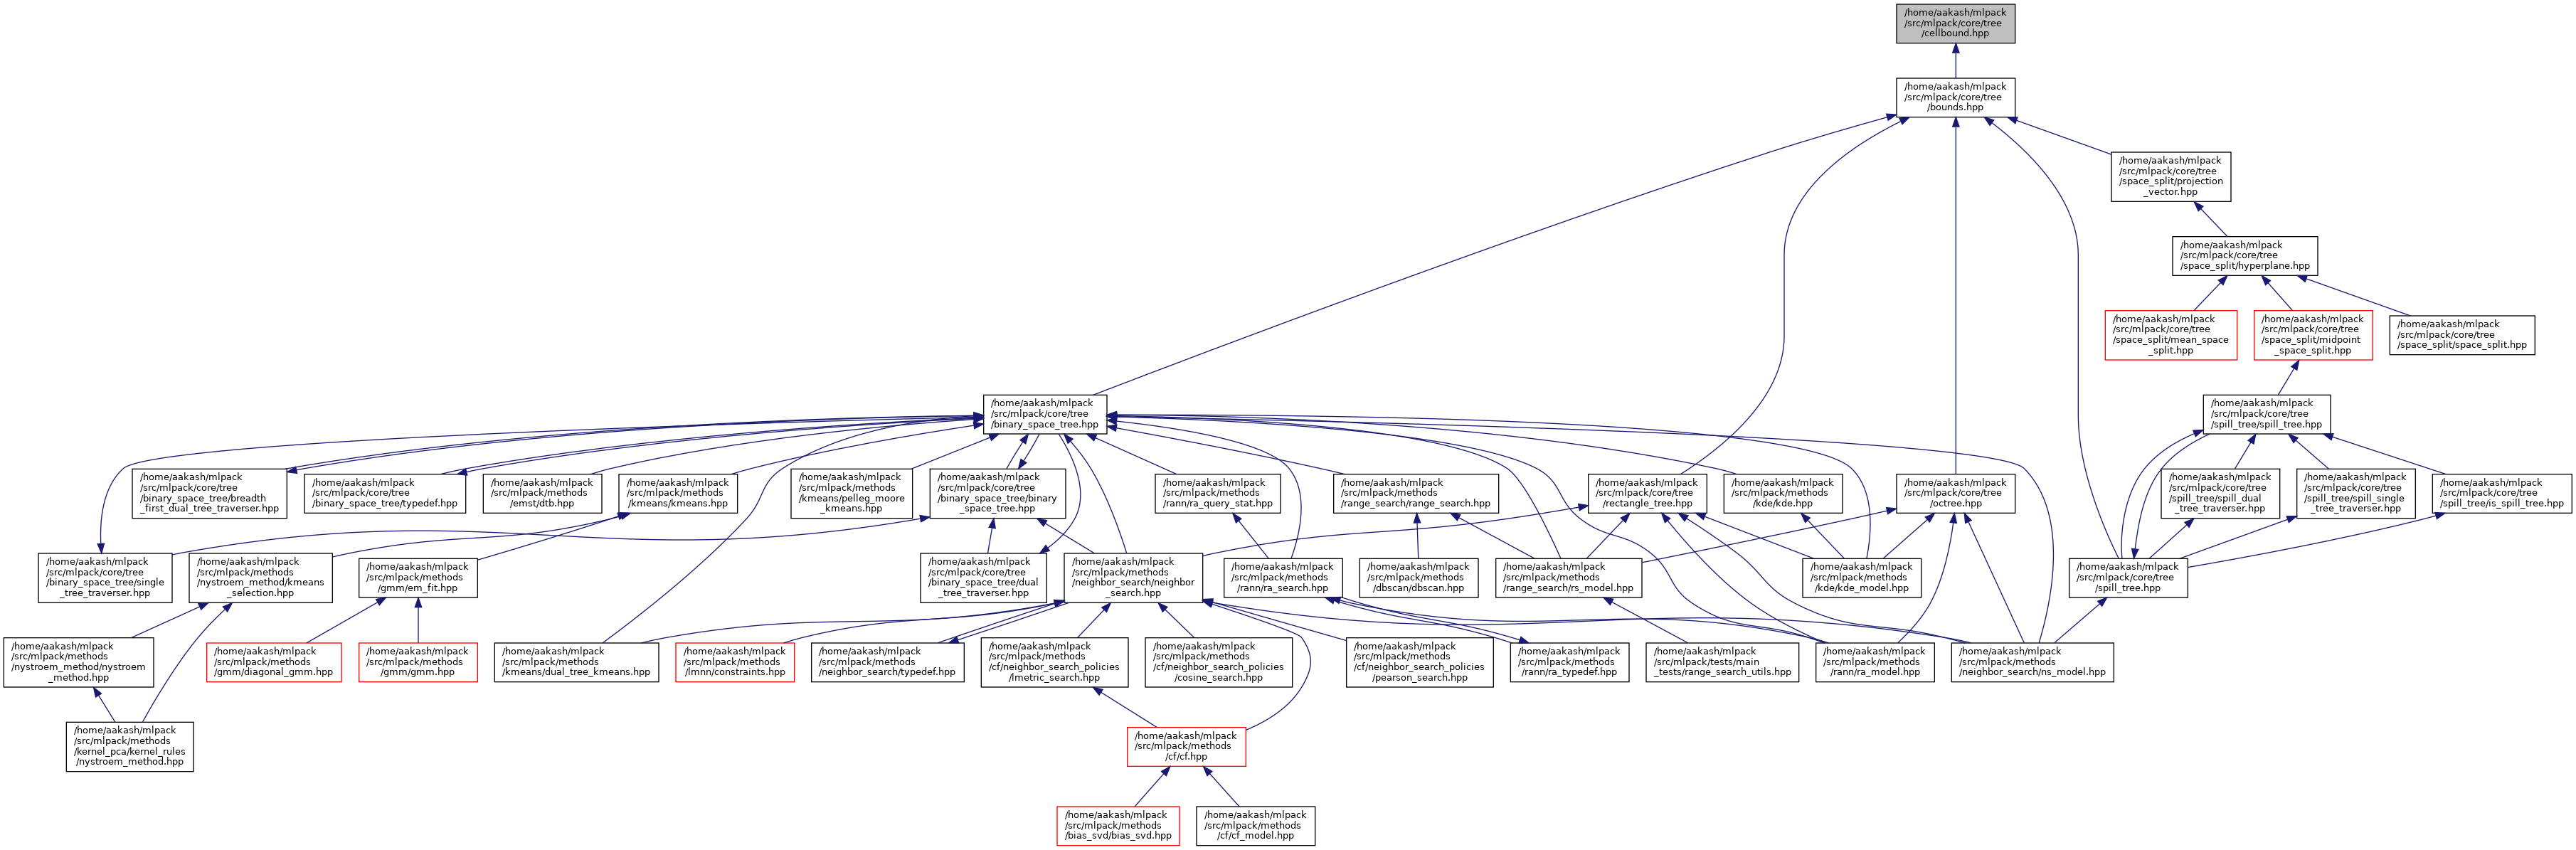 /home/aakash/mlpack
/src/mlpack/core/tree
/cellbound.hpp
/home/aakash/mlpack
/src/mlpack/core/tree
/bounds.hpp
/home/aakash/mlpack
/src/mlpack/core/tree
/space_split/projection
_vector.hpp
/home/aakash/mlpack
/src/mlpack/core/tree
/space_split/hyperplane.hpp
/home/aakash/mlpack
/src/mlpack/core/tree
/space_split/mean_space
_split.hpp
/home/aakash/mlpack
/src/mlpack/core/tree
/space_split/midpoint
_space_split.hpp
/home/aakash/mlpack
/src/mlpack/core/tree
/space_split/space_split.hpp
/home/aakash/mlpack
/src/mlpack/core/tree
/binary_space_tree.hpp
/home/aakash/mlpack
/src/mlpack/core/tree
/spill_tree/spill_tree.hpp
/home/aakash/mlpack
/src/mlpack/core/tree
/binary_space_tree/breadth
_first_dual_tree_traverser.hpp
/home/aakash/mlpack
/src/mlpack/core/tree
/binary_space_tree/typedef.hpp
/home/aakash/mlpack
/src/mlpack/methods
/emst/dtb.hpp
/home/aakash/mlpack
/src/mlpack/methods
/kmeans/kmeans.hpp
/home/aakash/mlpack
/src/mlpack/methods
/kmeans/pelleg_moore
_kmeans.hpp
/home/aakash/mlpack
/src/mlpack/core/tree
/binary_space_tree/binary
_space_tree.hpp
/home/aakash/mlpack
/src/mlpack/methods
/rann/ra_query_stat.hpp
/home/aakash/mlpack
/src/mlpack/methods
/range_search/range_search.hpp
/home/aakash/mlpack
/src/mlpack/core/tree
/rectangle_tree.hpp
/home/aakash/mlpack
/src/mlpack/methods
/kde/kde.hpp
/home/aakash/mlpack
/src/mlpack/core/tree
/octree.hpp
/home/aakash/mlpack
/src/mlpack/core/tree
/spill_tree/spill_dual
_tree_traverser.hpp
/home/aakash/mlpack
/src/mlpack/core/tree
/spill_tree/spill_single
_tree_traverser.hpp
/home/aakash/mlpack
/src/mlpack/core/tree
/spill_tree/is_spill_tree.hpp
/home/aakash/mlpack
/src/mlpack/core/tree
/binary_space_tree/single
_tree_traverser.hpp
/home/aakash/mlpack
/src/mlpack/methods
/nystroem_method/kmeans
_selection.hpp
/home/aakash/mlpack
/src/mlpack/methods
/gmm/em_fit.hpp
/home/aakash/mlpack
/src/mlpack/core/tree
/binary_space_tree/dual
_tree_traverser.hpp
/home/aakash/mlpack
/src/mlpack/methods
/neighbor_search/neighbor
_search.hpp
/home/aakash/mlpack
/src/mlpack/methods
/rann/ra_search.hpp
/home/aakash/mlpack
/src/mlpack/methods
/dbscan/dbscan.hpp
/home/aakash/mlpack
/src/mlpack/methods
/range_search/rs_model.hpp
/home/aakash/mlpack
/src/mlpack/methods
/kde/kde_model.hpp
/home/aakash/mlpack
/src/mlpack/core/tree
/spill_tree.hpp
/home/aakash/mlpack
/src/mlpack/methods
/nystroem_method/nystroem
_method.hpp
/home/aakash/mlpack
/src/mlpack/methods
/gmm/diagonal_gmm.hpp
/home/aakash/mlpack
/src/mlpack/methods
/gmm/gmm.hpp
/home/aakash/mlpack
/src/mlpack/methods
/kmeans/dual_tree_kmeans.hpp
/home/aakash/mlpack
/src/mlpack/methods
/lmnn/constraints.hpp
/home/aakash/mlpack
/src/mlpack/methods
/neighbor_search/typedef.hpp
/home/aakash/mlpack
/src/mlpack/methods
/cf/neighbor_search_policies
/lmetric_search.hpp
/home/aakash/mlpack
/src/mlpack/methods
/cf/neighbor_search_policies
/cosine_search.hpp
/home/aakash/mlpack
/src/mlpack/methods
/cf/neighbor_search_policies
/pearson_search.hpp
/home/aakash/mlpack
/src/mlpack/methods
/rann/ra_typedef.hpp
/home/aakash/mlpack
/src/mlpack/tests/main
_tests/range_search_utils.hpp
/home/aakash/mlpack
/src/mlpack/methods
/rann/ra_model.hpp
/home/aakash/mlpack
/src/mlpack/methods
/neighbor_search/ns_model.hpp
/home/aakash/mlpack
/src/mlpack/methods
/kernel_pca/kernel_rules
/nystroem_method.hpp
/home/aakash/mlpack
/src/mlpack/methods
/cf/cf.hpp
/home/aakash/mlpack
/src/mlpack/methods
/bias_svd/bias_svd.hpp
/home/aakash/mlpack
/src/mlpack/methods
/cf/cf_model.hpp